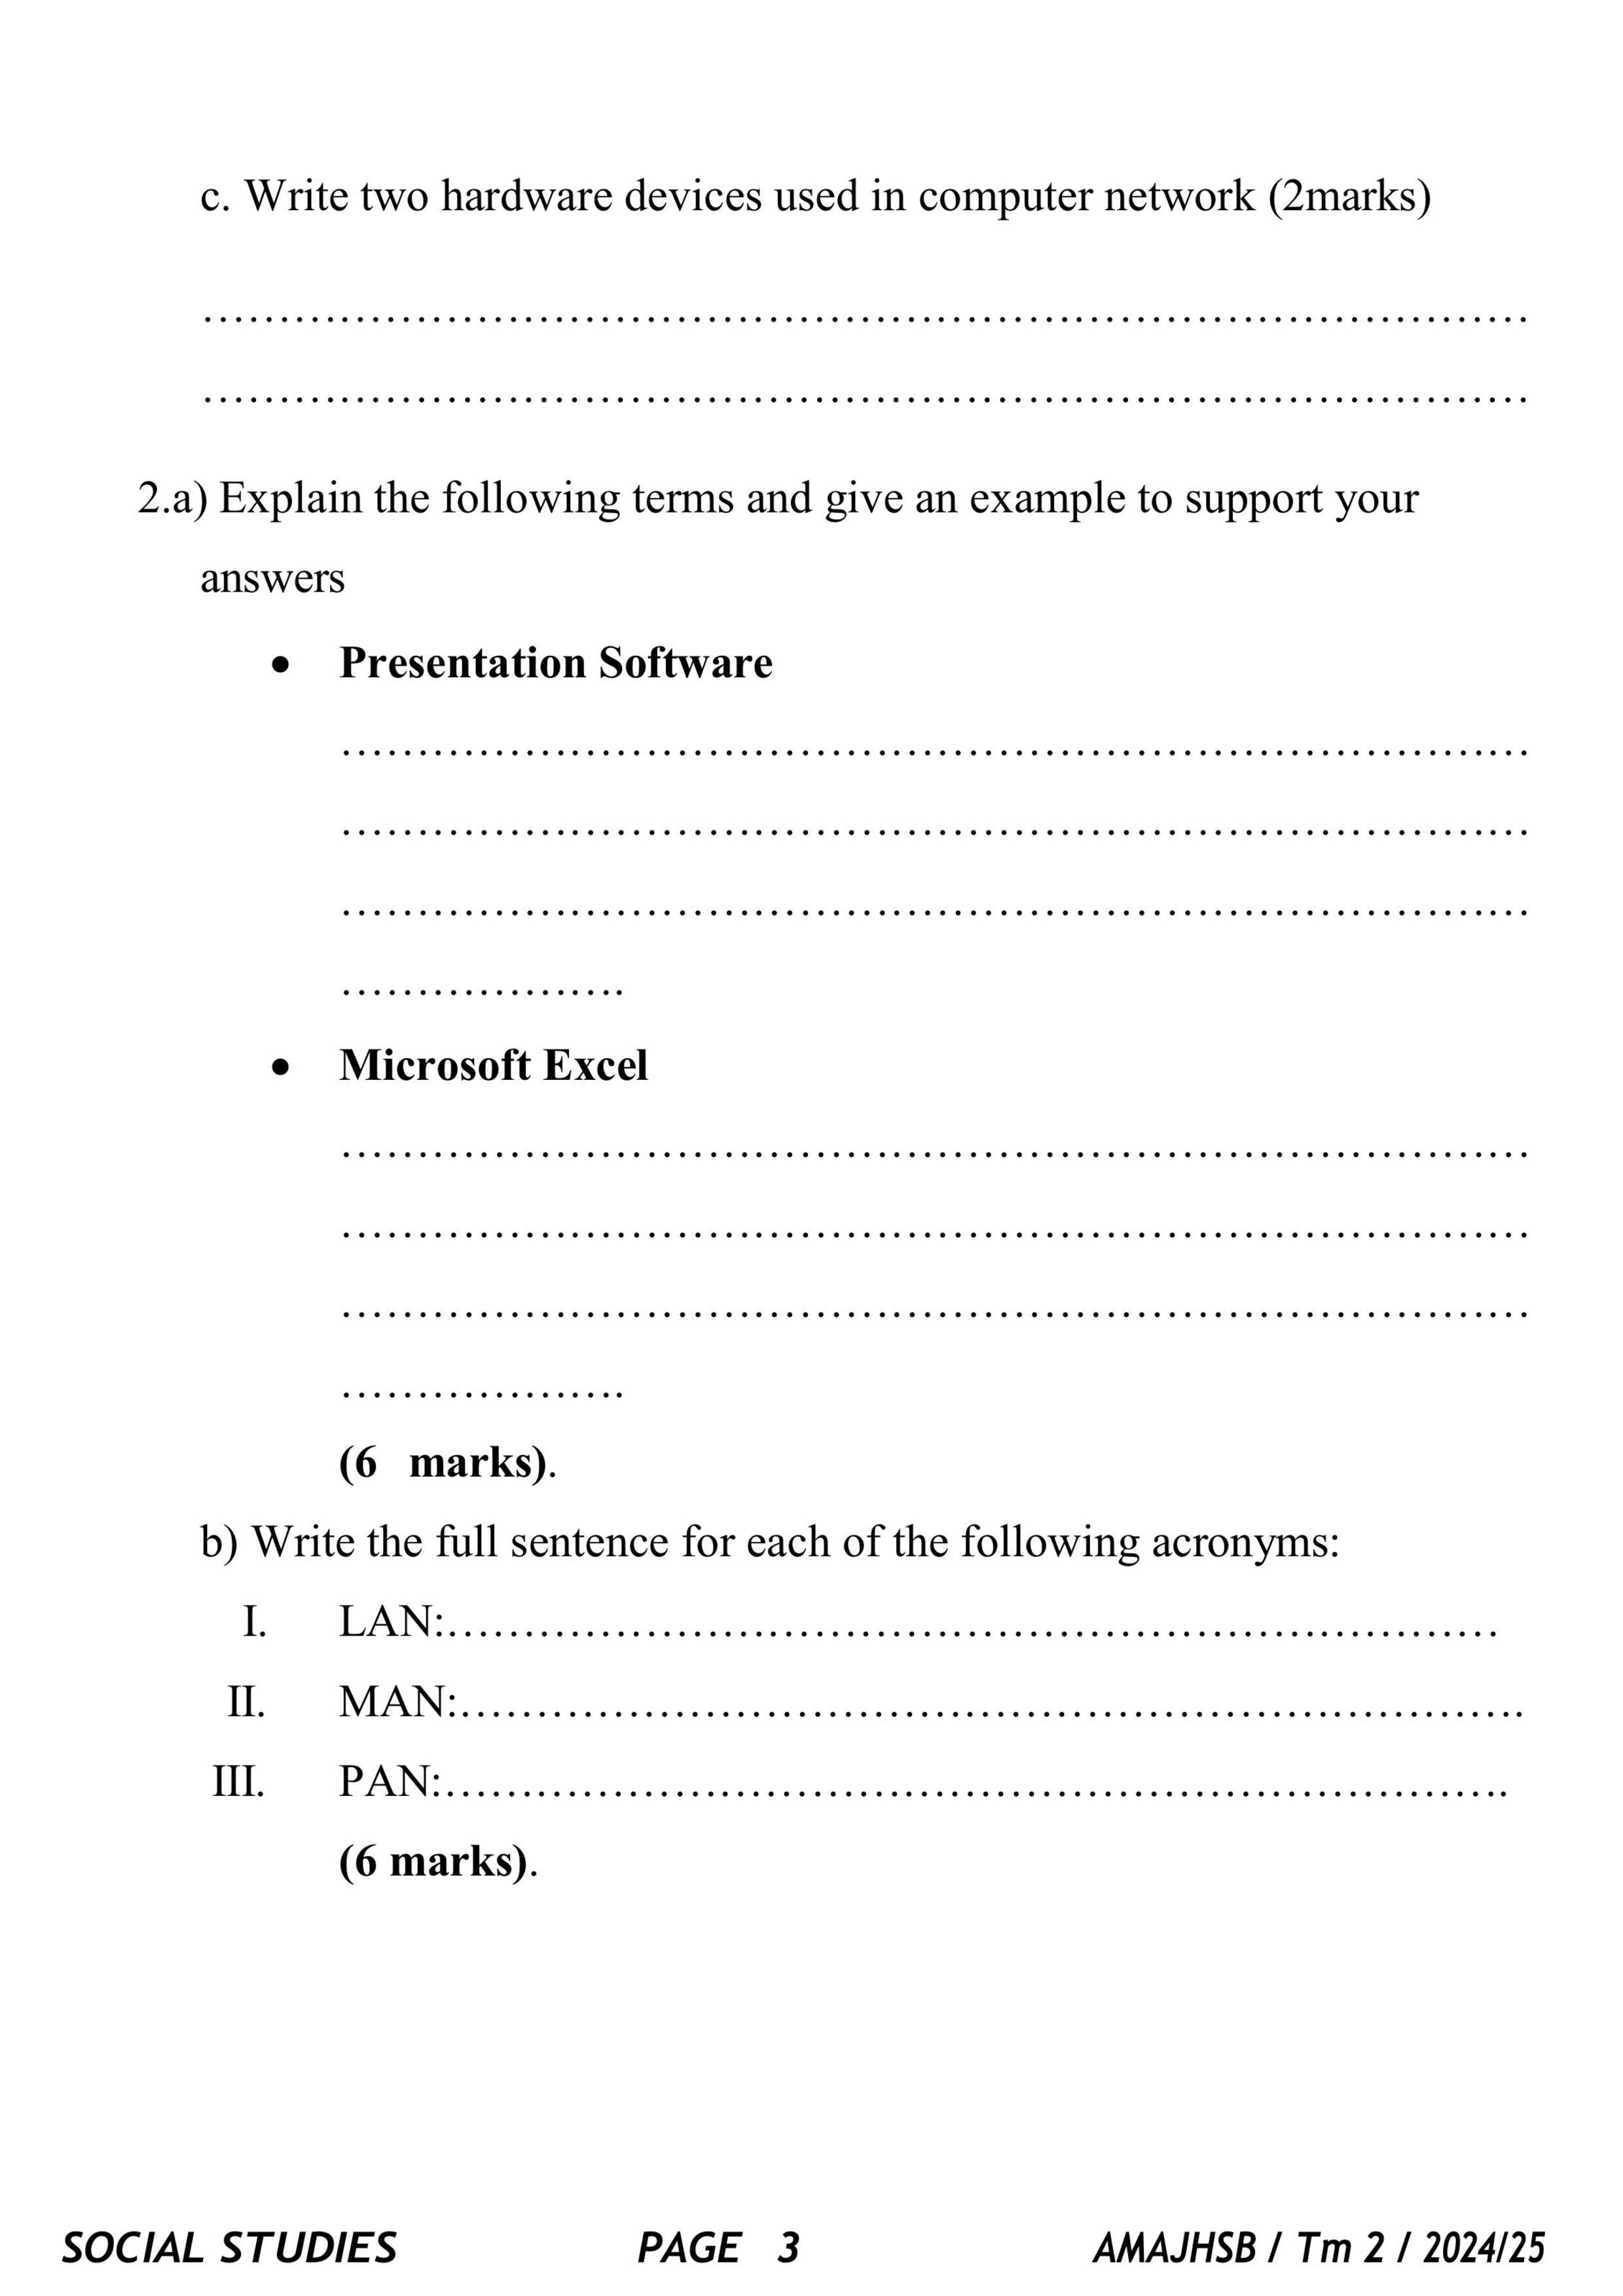 c. Write two hardware devices used in computer network (2marks)
……………………………………………………………………………
……………………………………………………………………………
2.a) Explain the following terms and give an example to support your
answers
• Presentation Software
……………………………………………………………………
……………………………………………………………………
……………………………………………………………………
……………….
• Microsoft Excel
……………………………………………………………………
……………………………………………………………………
……………………………………………………………………
……………….
(6 marks).
b) Write the full sentence for each of the following acronyms:
I. LAN:……………………………………………………………
II. MAN:…………………………………………………………….
III. PAN:…………………………………………………………….
(6 marks).
SOCIAL STUDIES PAGE 3 AMAJHSB / Tm 2 / 2024/25